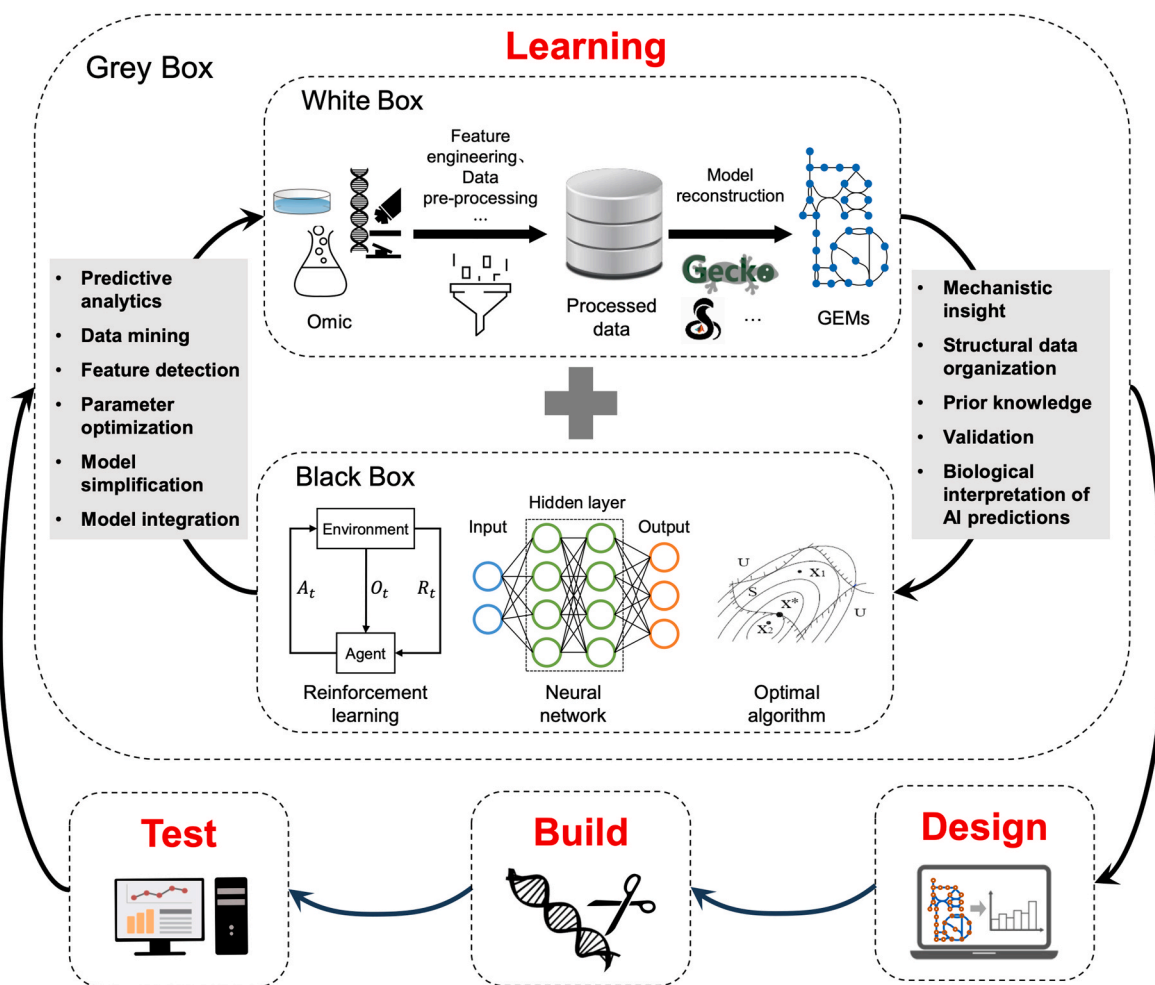 Learning
Grey Box
White Box
Feature
engineering、
Data
pre-processing
...
Model
reconstruction
Gecko
...
Omic
Processed
data
GEMs
• Predictive
analytics
• Data mining
• Feature detection
• Parameter
optimization
• Model
simplification
• Model integration
• Mechanistic
insight
• Structural data
organization
• Prior knowledge
• Validation
• Biological
interpretation of
AI predictions
Black Box
Environment
A_t
O_t
R_t
Agent
Reinforcement
learning
Input
Hidden layer
Output
Neural
network
U
X1
S
X*
X2
U
Optimal
algorithm
Test
Build
Design